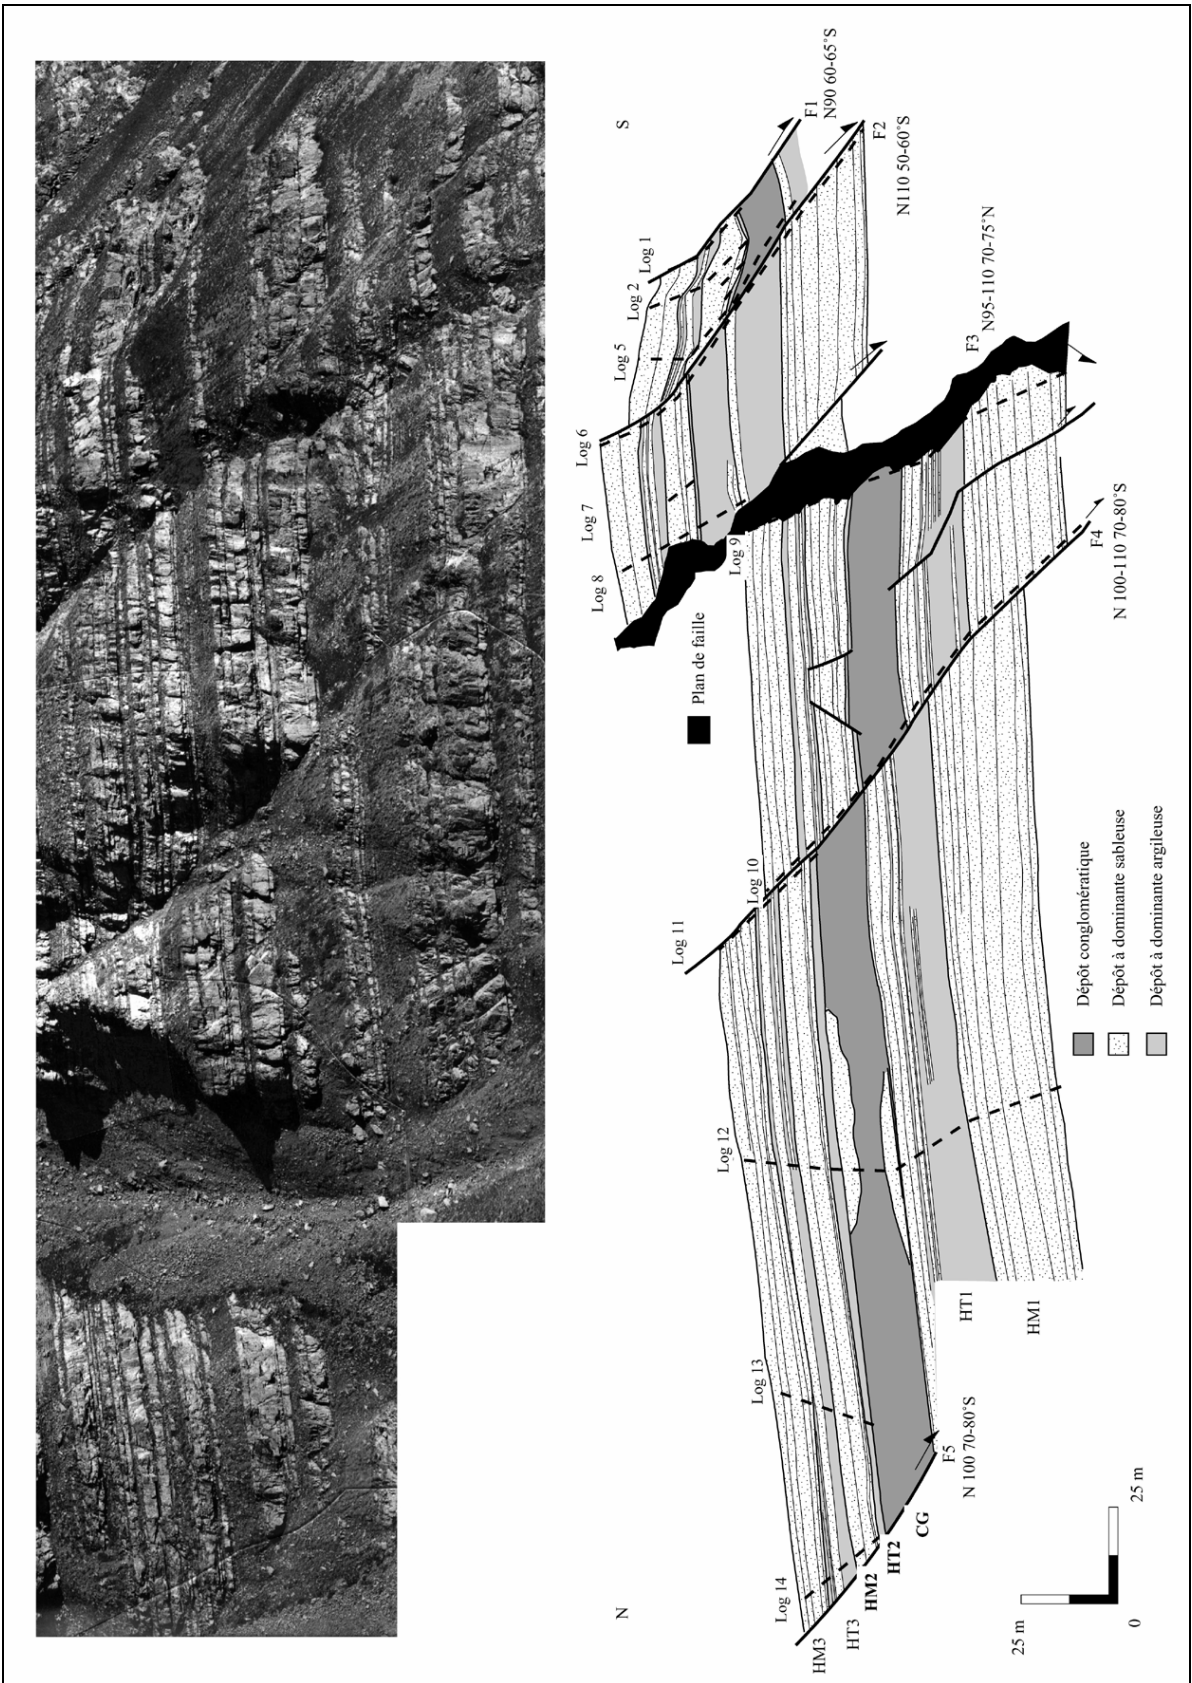 N
S
Log 14
Log 13
Log 12
Log 11
Log 10
Log 9
Log 8
Log 7
Log 6
Log 5
Log 2
Log 1
F1
N90 60-65°S
F2
N110 50-60°S
F3
N95-110 70-75°N
F4
N 100-110 70-80°S
F5
N 100 70-80°S
HM3
HT3
HM2
HT2
CG
HT1
HM1
Plan de faille
Dépôt conglomératique
Dépôt à dominante sableuse
Dépôt à dominante argileuse
25 m
0
25 m